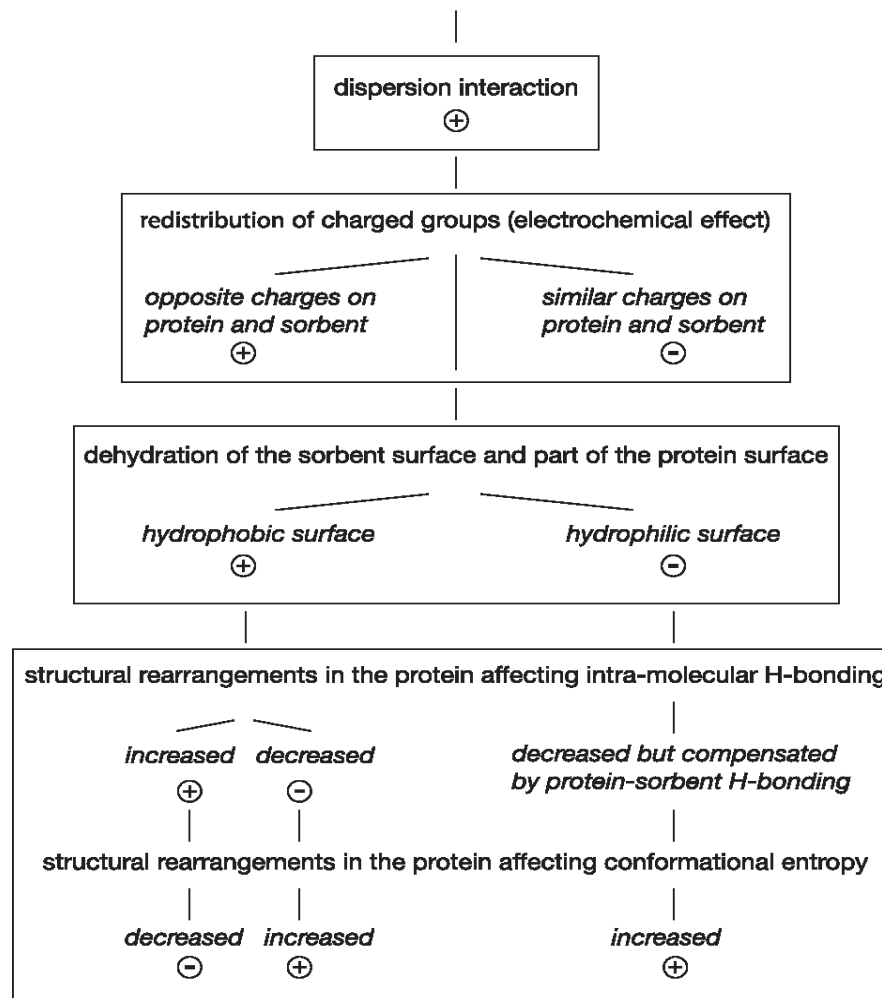 dispersion interaction
+
redistribution of charged groups (electrochemical effect)
opposite charges on
protein and sorbent
+
similar charges on
protein and sorbent
-
dehydration of the sorbent surface and part of the protein surface
hydrophobic surface
+
hydrophilic surface
-
structural rearrangements in the protein affecting intra-molecular H-bonding
increased decreased
+ -
decreased but compensated
by protein-sorbent H-bonding
structural rearrangements in the protein affecting conformational entropy
decreased increased increased
- + +